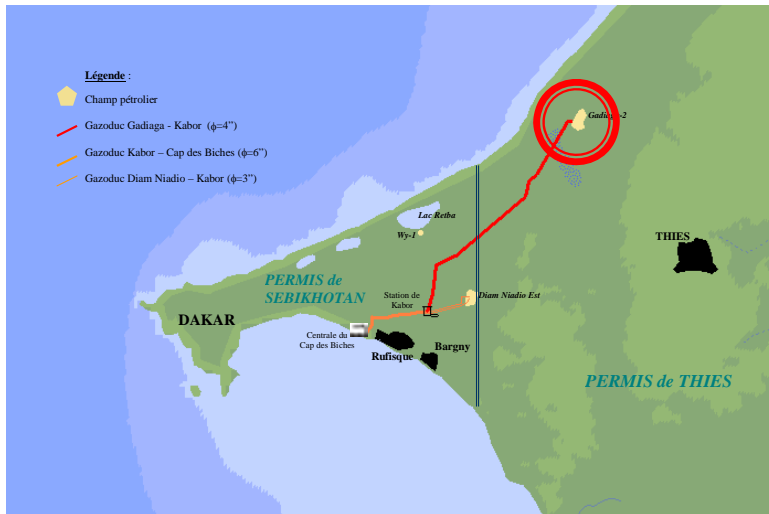 Légende :
Champ pétrolier
Gazoduc Gadiaga - Kabor (ϕ=4”)
Gazoduc Kabor – Cap des Biches (ϕ=6”)
Gazoduc Diam Niadio – Kabor (ϕ=3”)
Gadiaga-2
Lac Retba
Wy-1
THIES
PERMIS de
SEBIKHOTAN
Station de
Kabor
Diam Niadio Est
DAKAR
Centrale du
Cap des Biches
Rufisque
Bargny
PERMIS de THIES